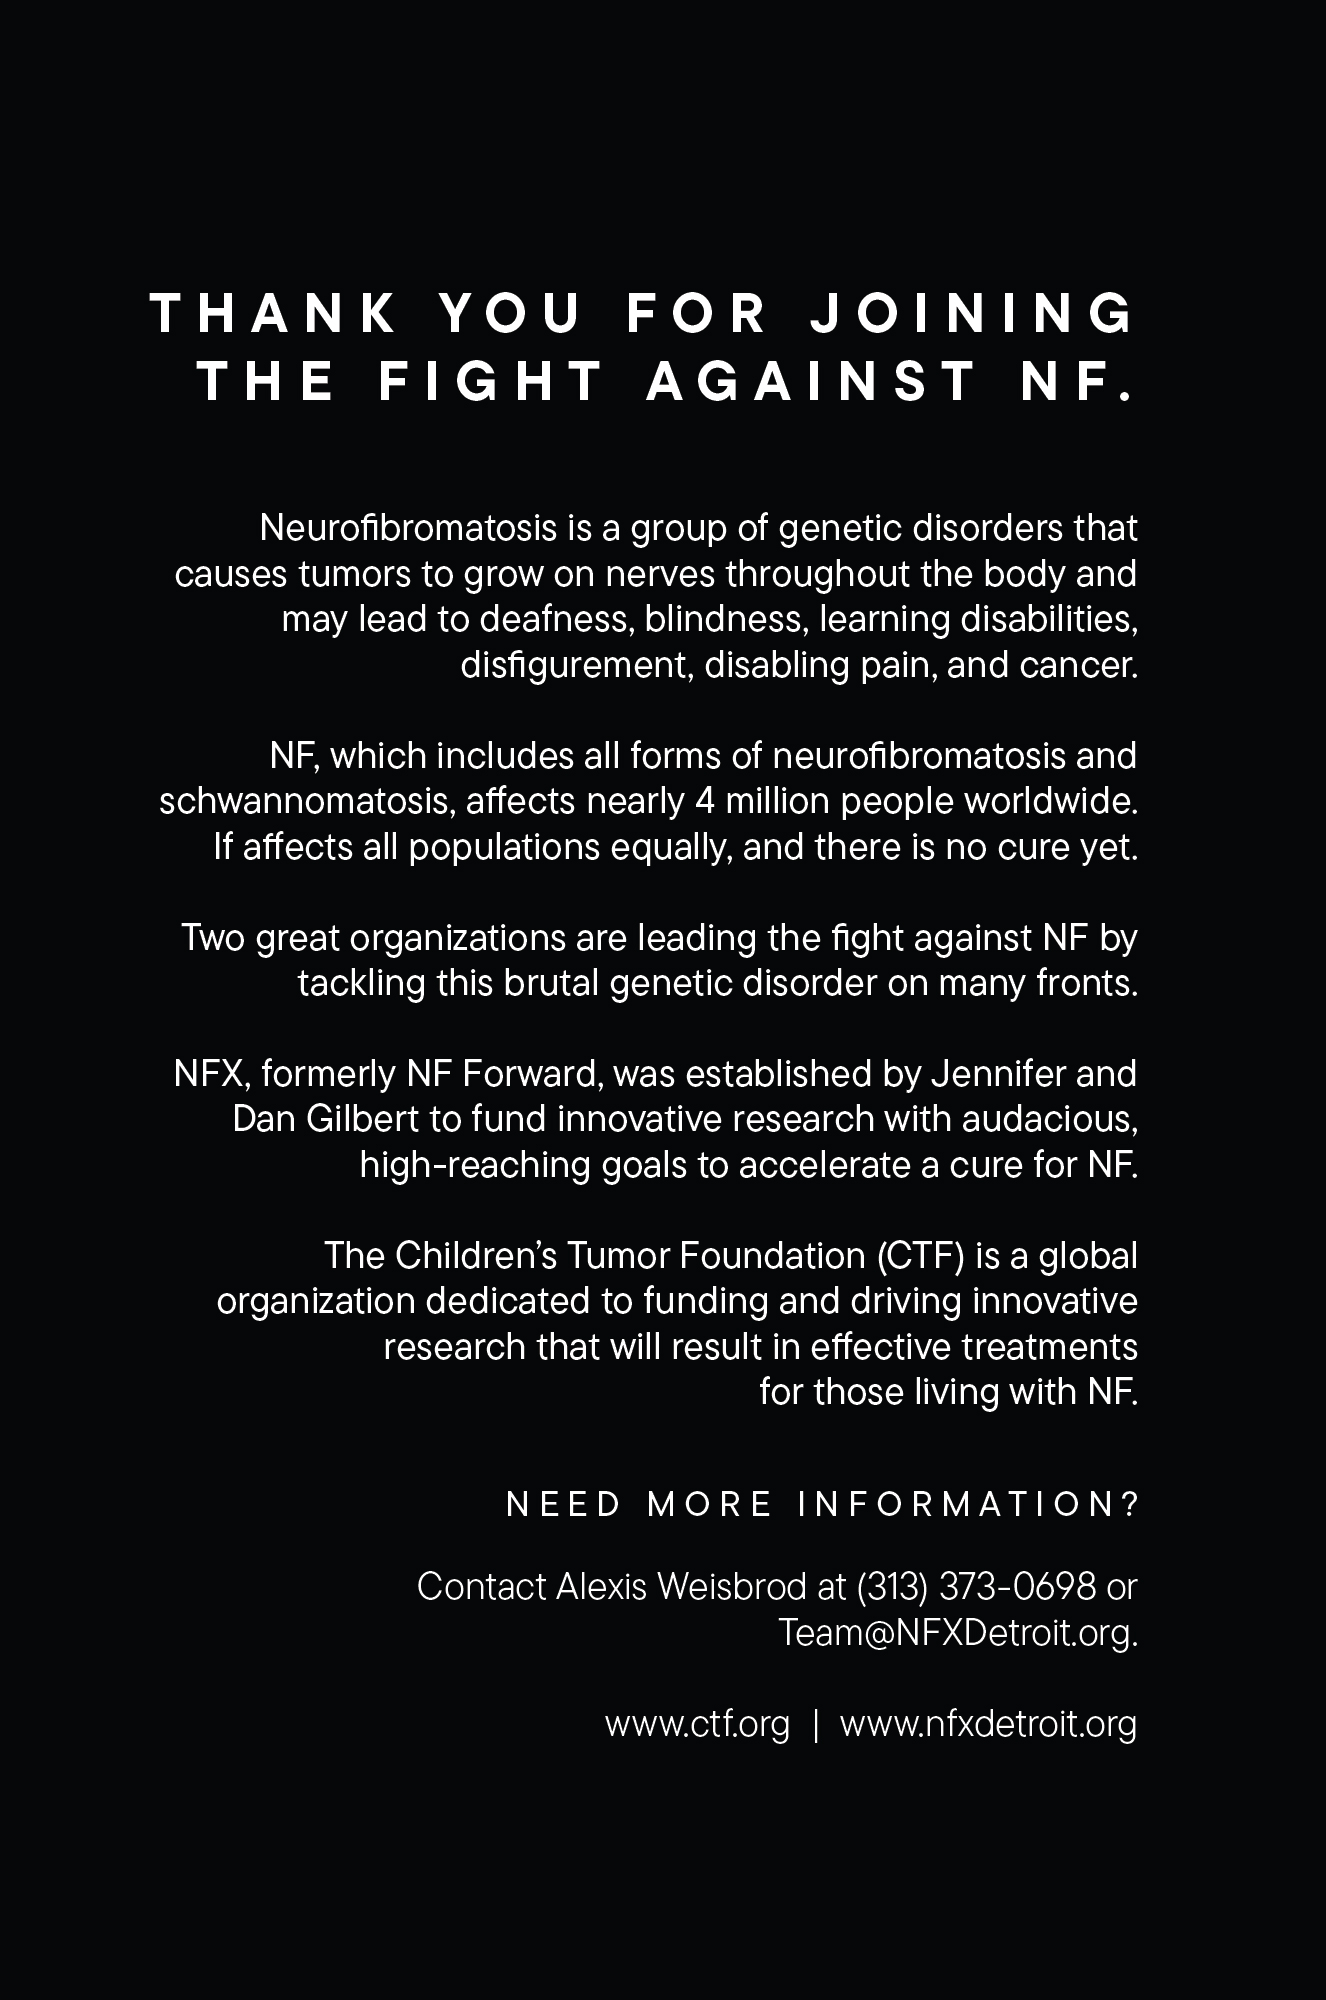 THANK YOU FOR JOINING
THE FIGHT AGAINST NF.
Neurofibromatosis is a group of genetic disorders that
causes tumors to grow on nerves throughout the body and
may lead to deafness, blindness, learning disabilities,
disfigurement, disabling pain, and cancer.
NF, which includes all forms of neurofibromatosis and
schwannomatosis, affects nearly 4 million people worldwide.
If affects all populations equally, and there is no cure yet.
Two great organizations are leading the fight against NF by
tackling this brutal genetic disorder on many fronts.
NFX, formerly NF Forward, was established by Jennifer and
Dan Gilbert to fund innovative research with audacious,
high-reaching goals to accelerate a cure for NF.
The Children’s Tumor Foundation (CTF) is a global
organization dedicated to funding and driving innovative
research that will result in effective treatments
for those living with NF.
NEED MORE INFORMATION?
Contact Alexis Weisbrod at (313) 373-0698 or
Team@NFXDetroit.org.
www.ctf.org | www.nfxdetroit.org